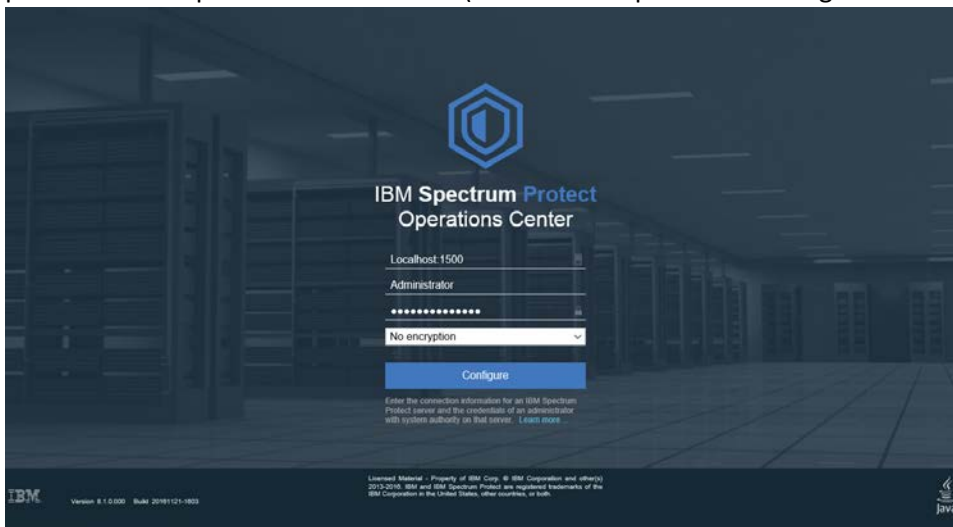 IBM Spectrum Protect
Operations Center
Localhost:1500
Administrator
●●●●●●●●●●●●●●
No encryption
Configure
Enter the connection information for an IBM Spectrum
Protect server and the credentials of an administrator
with system authority on that server. Learn more...
IBM
Version 8.1.0.000 Build 20161121-1603
Licensed Material - Property of IBM Corp. © IBM Corporation and other(s)
2013-2016. IBM and IBM Spectrum Protect are registered trademarks of the
IBM Corporation in the United States, other countries, or both.
Java